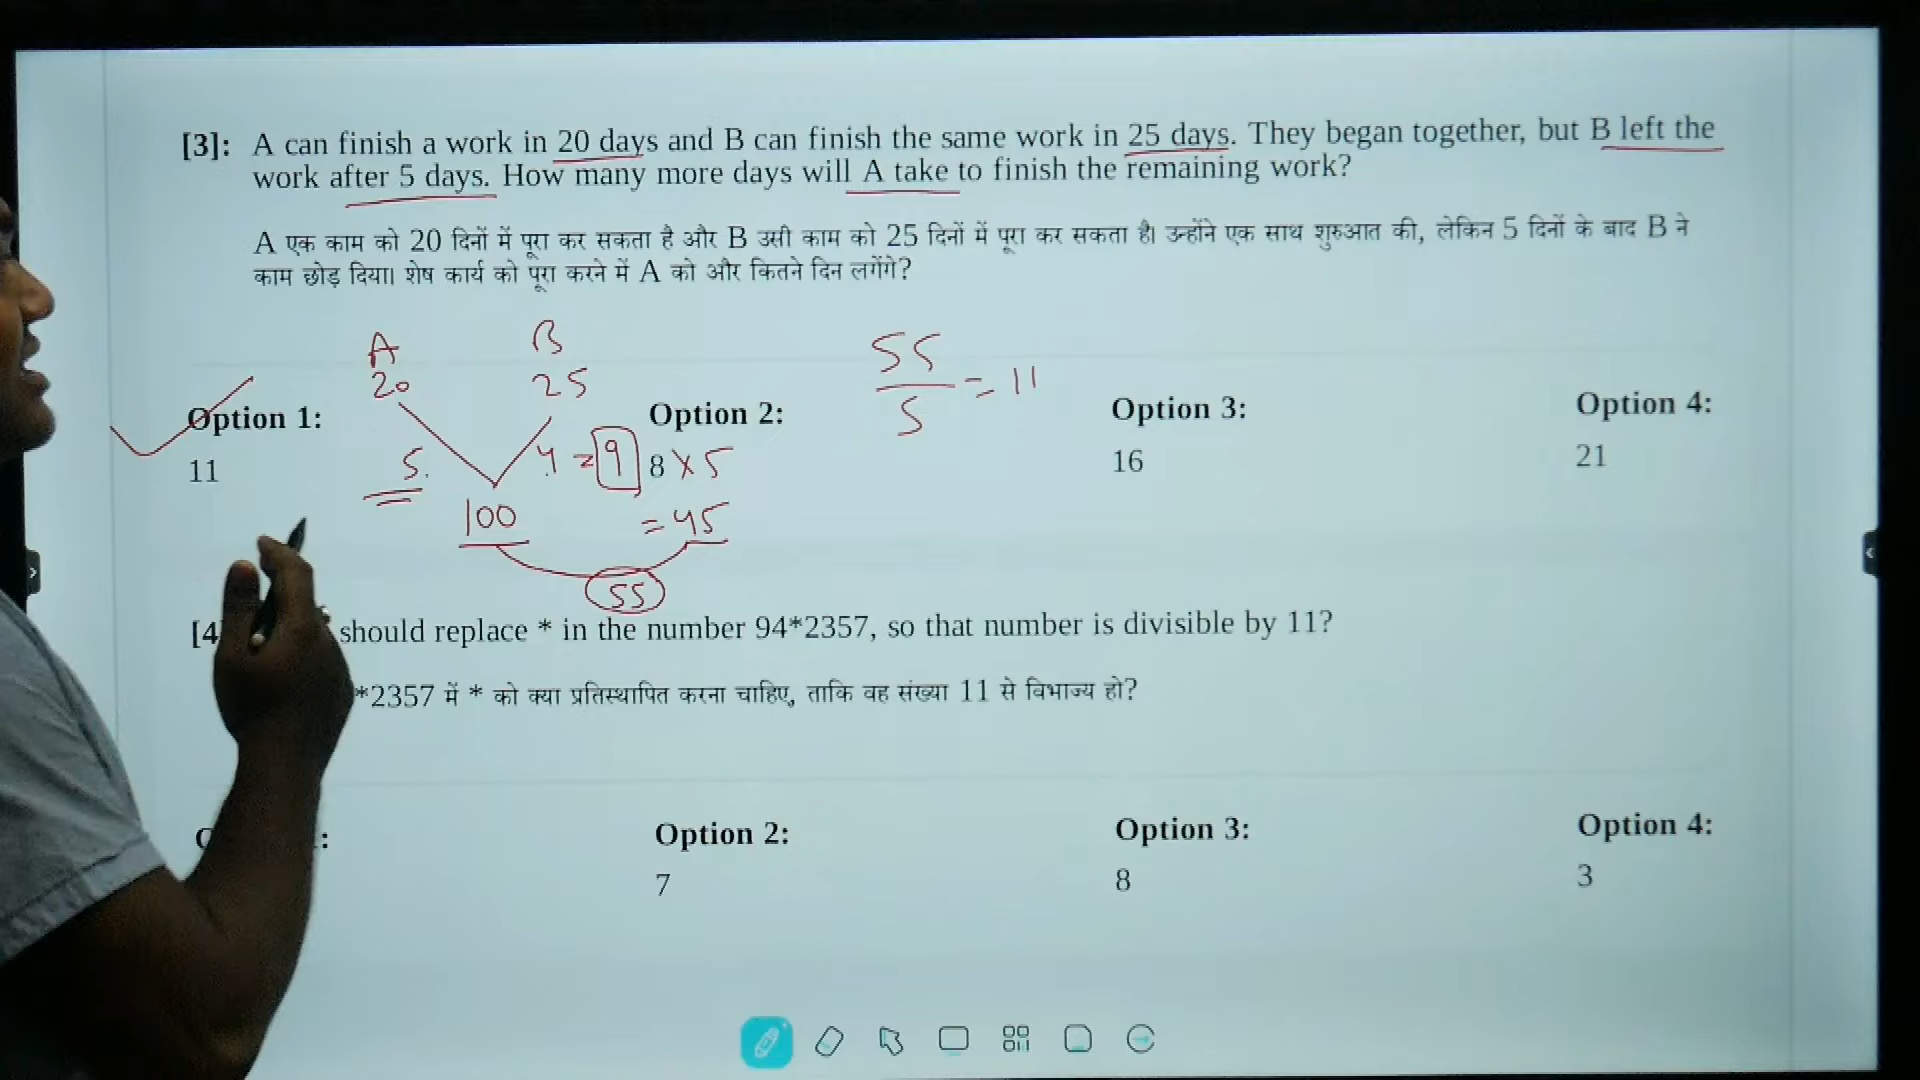 [3]: A can finish a work in 20 days and B can finish the same work in 25 days. They began together, but B left the
work after 5 days. How many more days will A take to finish the remaining work?
A एक काम को 20 दिनों में पूरा कर सकता है और B उसी काम को 25 दिनों में पूरा कर सकता है। उन्होंने एक साथ शुरुआत की, लेकिन 5 दिनों के बाद B ने
काम छोड़ दिया। शेष कार्य को पूरा करने में A को और कितने दिन लगेंगे?
A B
20 25
55
5
= 11
Option 1: Option 2: Option 3: Option 4:
11 8 16 21
5 4 = 9 × 5
100 = 45
55
[4 should replace * in the number 94*2357, so that number is divisible by 11?
*2357 में * को क्या प्रतिस्थापित करना चाहिए, ताकि वह संख्या 11 से विभाज्य हो?
Option 2: Option 3: Option 4:
7 8 3